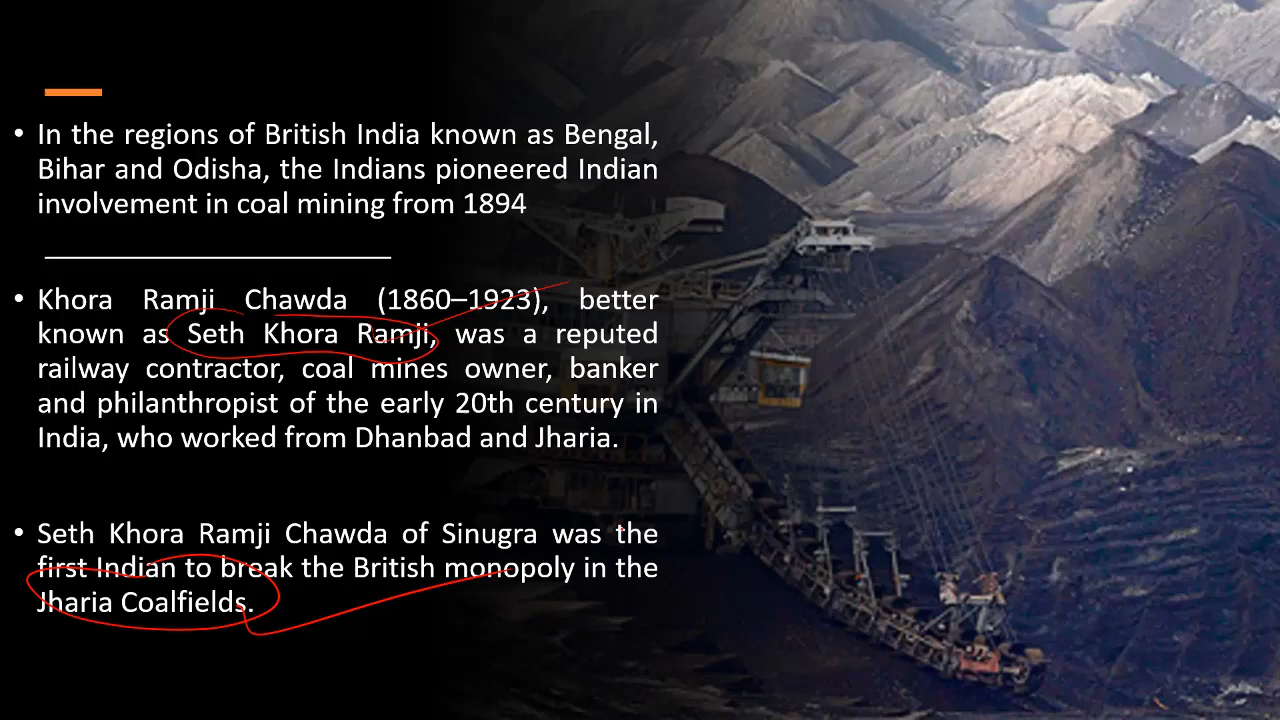 • In the regions of British India known as Bengal,
Bihar and Odisha, the Indians pioneered Indian
involvement in coal mining from 1894
• Khora Ramji Chawda (1860–1923), better
known as Seth Khora Ramji, was a reputed
railway contractor, coal mines owner, banker
and philanthropist of the early 20th century in
India, who worked from Dhanbad and Jharia.
• Seth Khora Ramji Chawda of Sinugra was the
first Indian to break the British monopoly in the
Jharia Coalfields.